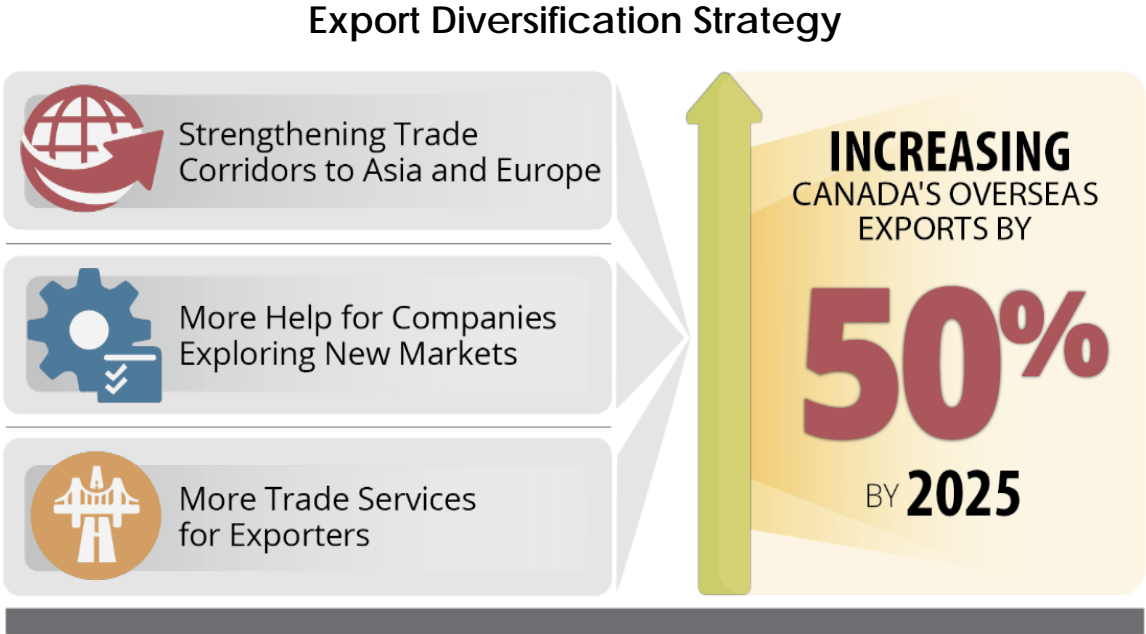 Export Diversification Strategy
Strengthening Trade
Corridors to Asia and Europe
More Help for Companies
Exploring New Markets
More Trade Services
for Exporters
INCREASING
CANADA'S OVERSEAS
EXPORTS BY
50%
BY 2025